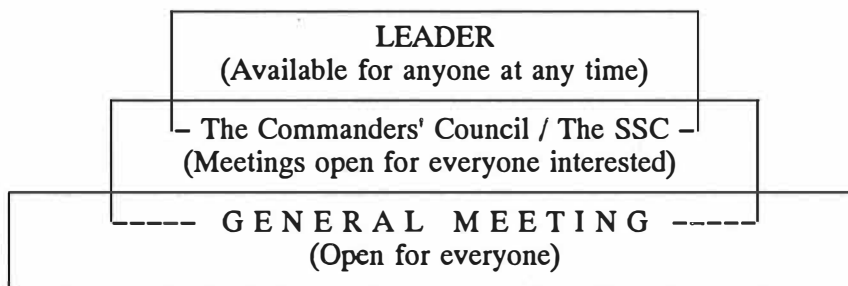 LEADER
(Available for anyone at any time)
The Commanders' Council / The SSC
(Meetings open for everyone interested)
GENERAL MEETING
(Open for everyone)